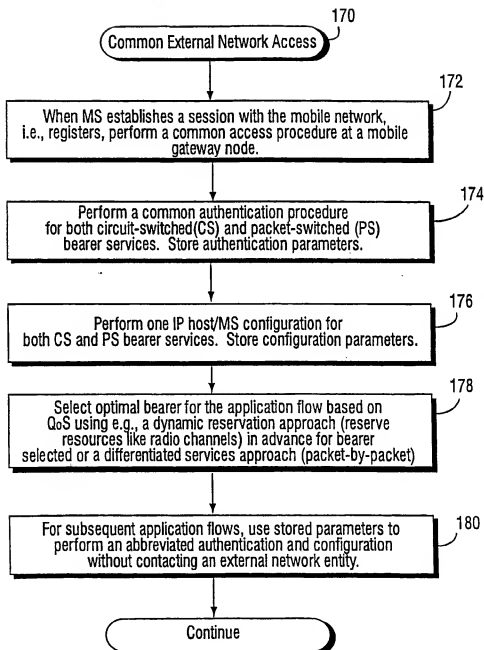 170
Common External Network Access
172
When MS establishes a session with the mobile network,
i.e., registers, perform a common access procedure at a mobile
gateway node.
174
Perform a common authentication procedure
for both circuit-switched(CS) and packet-switched (PS)
bearer services. Store authentication parameters.
176
Perform one IP host/MS configuration for
both CS and PS bearer services. Store configuration parameters.
178
Select optimal bearer for the application flow based on
QoS using e.g., a dynamic reservation approach (reserve
resources like radio channels) in advance for bearer
selected or a differentiated services approach (packet-by-packet)
180
For subsequent application flows, use stored parameters to
perform an abbreviated authentication and configuration
without contacting an external network entity.
Continue